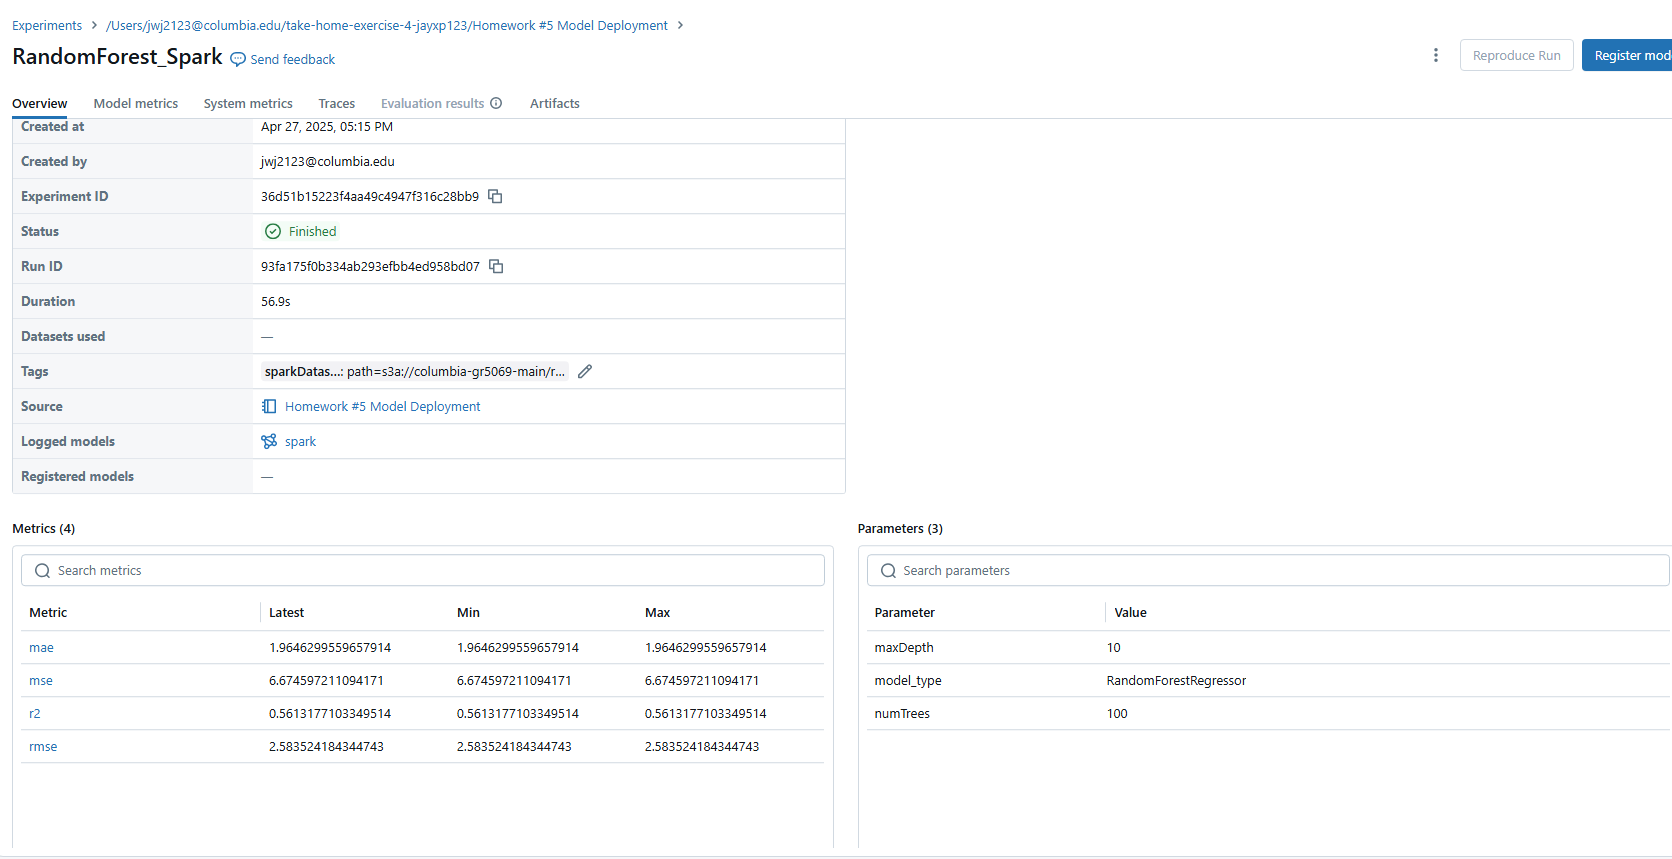 Experiments > /Users/jwj2123@columbia.edu/take-home-exercise-4-jayxp123/Homework #5 Model Deployment >
RandomForest_Spark Send feedback
Reproduce Run
Register mod
Overview Model metrics System metrics Traces Evaluation results Artifacts
Created at Apr 27, 2025, 05:15 PM
Created by jwj2123@columbia.edu
Experiment ID 36d51b15223f4aa49c4947f316c28bb9
Status Finished
Run ID 93fa175f0b334ab293efbb4ed958bd07
Duration 56.9s
Datasets used —
Tags sparkDatas...: path=s3a://columbia-gr5069-main/r...
Source Homework #5 Model Deployment
Logged models spark
Registered models —
Metrics (4)
Search metrics
Metric Latest Min Max
mae 1.9646299559657914 1.9646299559657914 1.9646299559657914
mse 6.674597211094171 6.674597211094171 6.674597211094171
r2 0.5613177103349514 0.5613177103349514 0.5613177103349514
rmse 2.583524184344743 2.583524184344743 2.583524184344743
Parameters (3)
Search parameters
Parameter Value
maxDepth 10
model_type RandomForestRegressor
numTrees 100